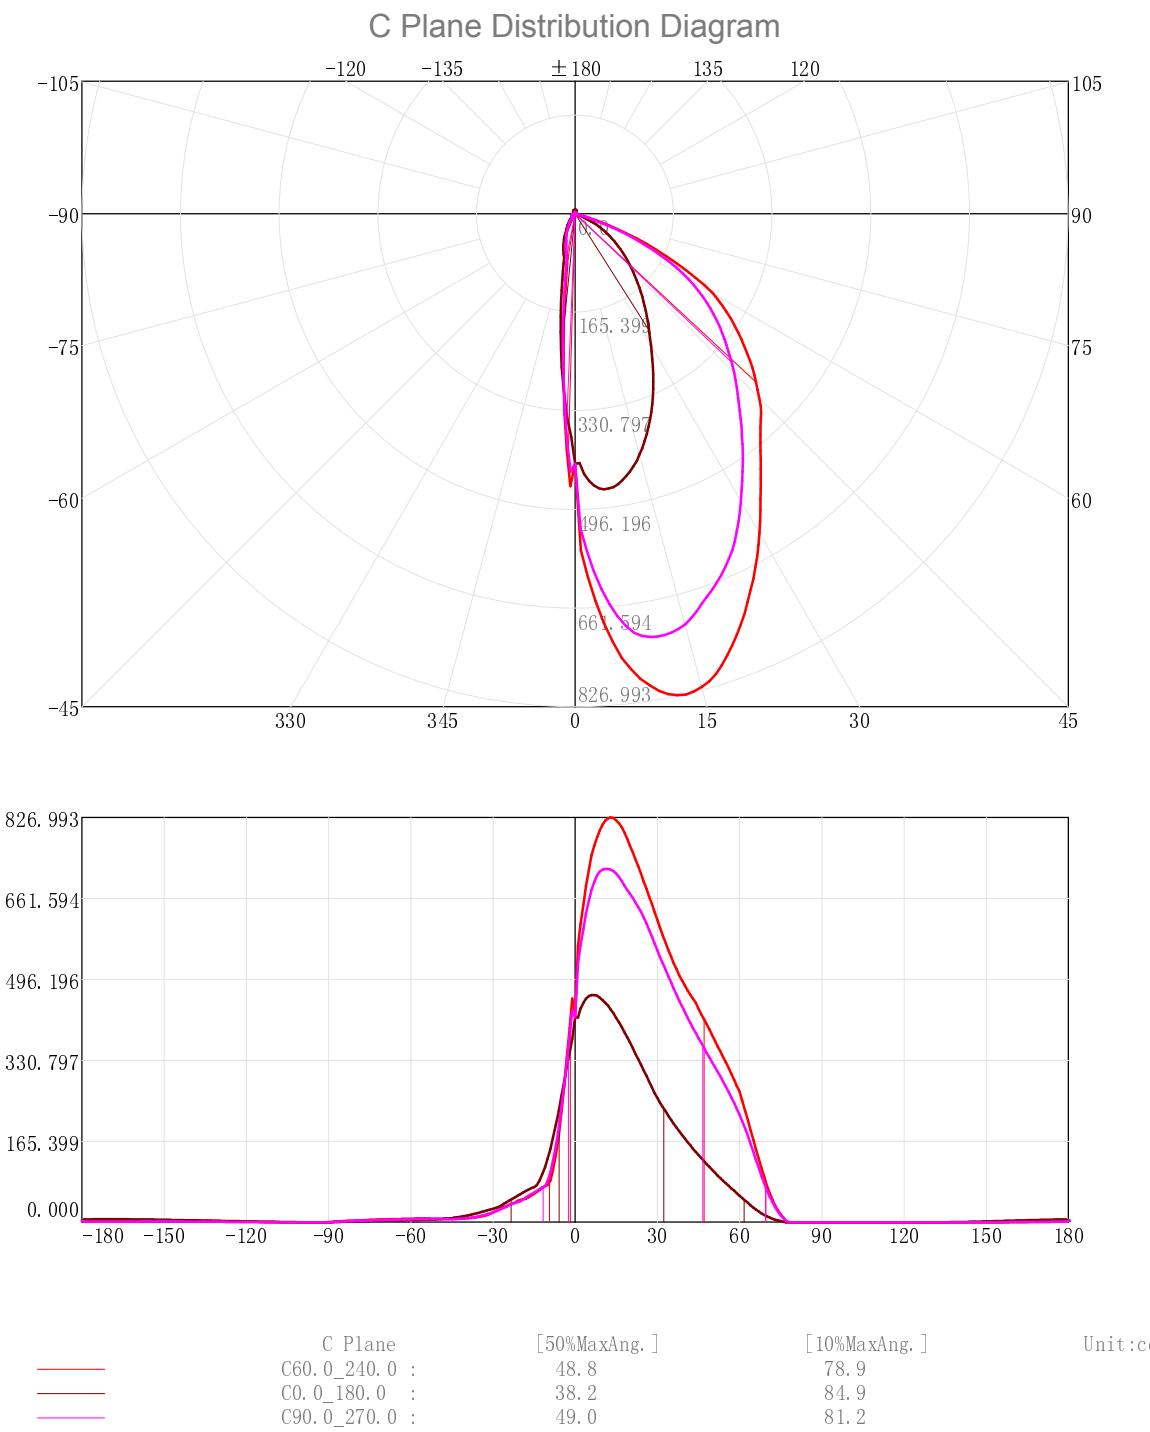 C Plane Distribution Diagram
-120 -135 ±180 135 120
-105 105
-90 90
0.0
165.399
-75 75
330.797
-60 60
496.196
661.594
826.993
-45
330 345 0 15 30 45
826.993
661.594
496.196
330.797
165.399
0.000
-180 -150 -120 -90 -60 -30 0 30 60 90 120 150 180
C Plane [50%MaxAng.] [10%MaxAng.]
C60.0_240.0 : 48.8 78.9
C0.0_180.0 : 38.2 84.9
C90.0_270.0 : 49.0 81.2